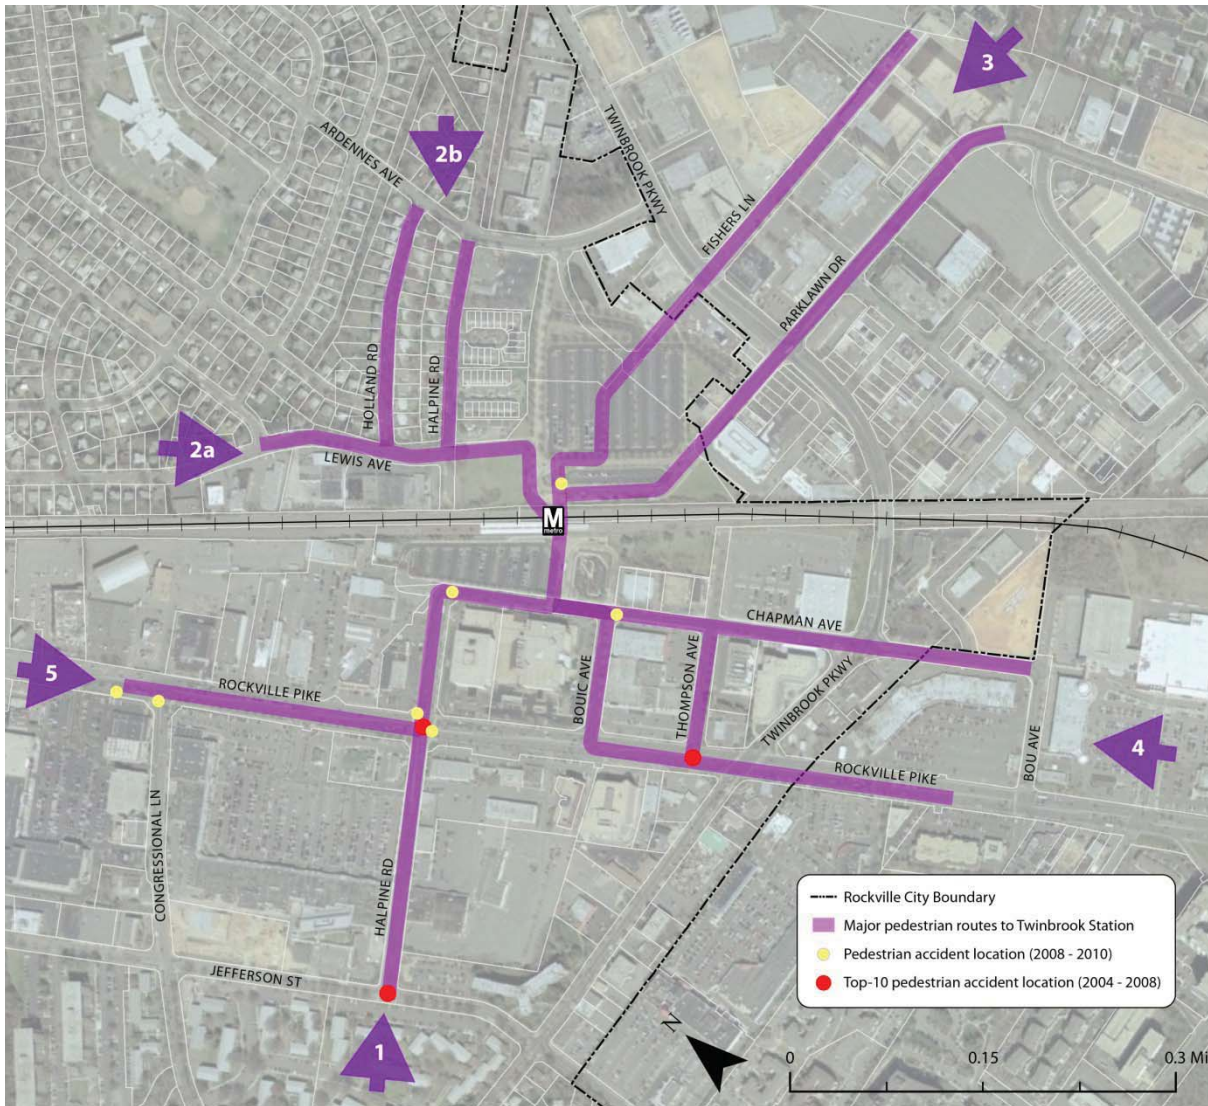 3
TWINBROOK PKWY
ARDENNES AVE
2b
FISHERS LN
PARKLAWN DR
HOLLAND RD
HALPINE RD
2a
LEWIS AVE
M
metro
CHAPMAN AVE
5
ROCKVILLE PIKE
BOUIC AVE
THOMPSON AVE
TWINBROOK PKWY
BOU AVE
4
ROCKVILLE PIKE
CONGRESSIONAL LN
HALPINE RD
JEFFERSON ST
1
Rockville City Boundary
Major pedestrian routes to Twinbrook Station
Pedestrian accident location (2008 - 2010)
Top-10 pedestrian accident location (2004 - 2008)
N
0 0.15 0.3 Mi